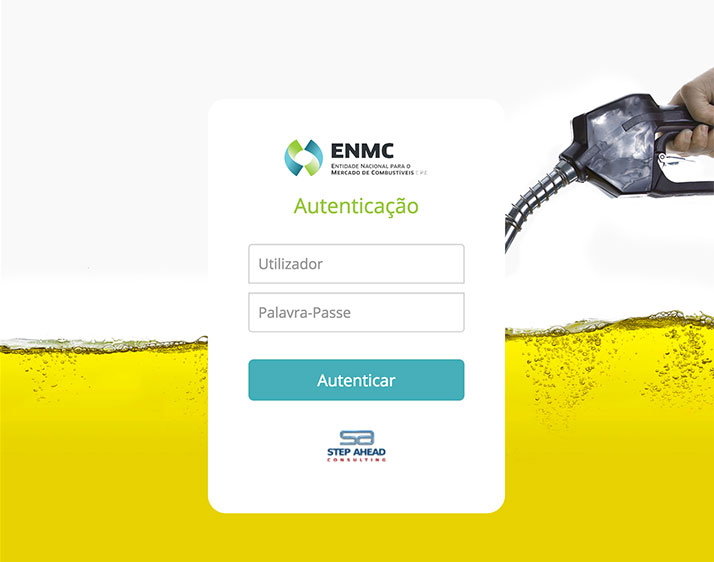 ENMC
Entidade Nacional para o
Mercado de Combustíveis
Autenticação
Utilizador
Palavra-Passe
Autenticar
sa
STEP AHEAD
CONSULTING